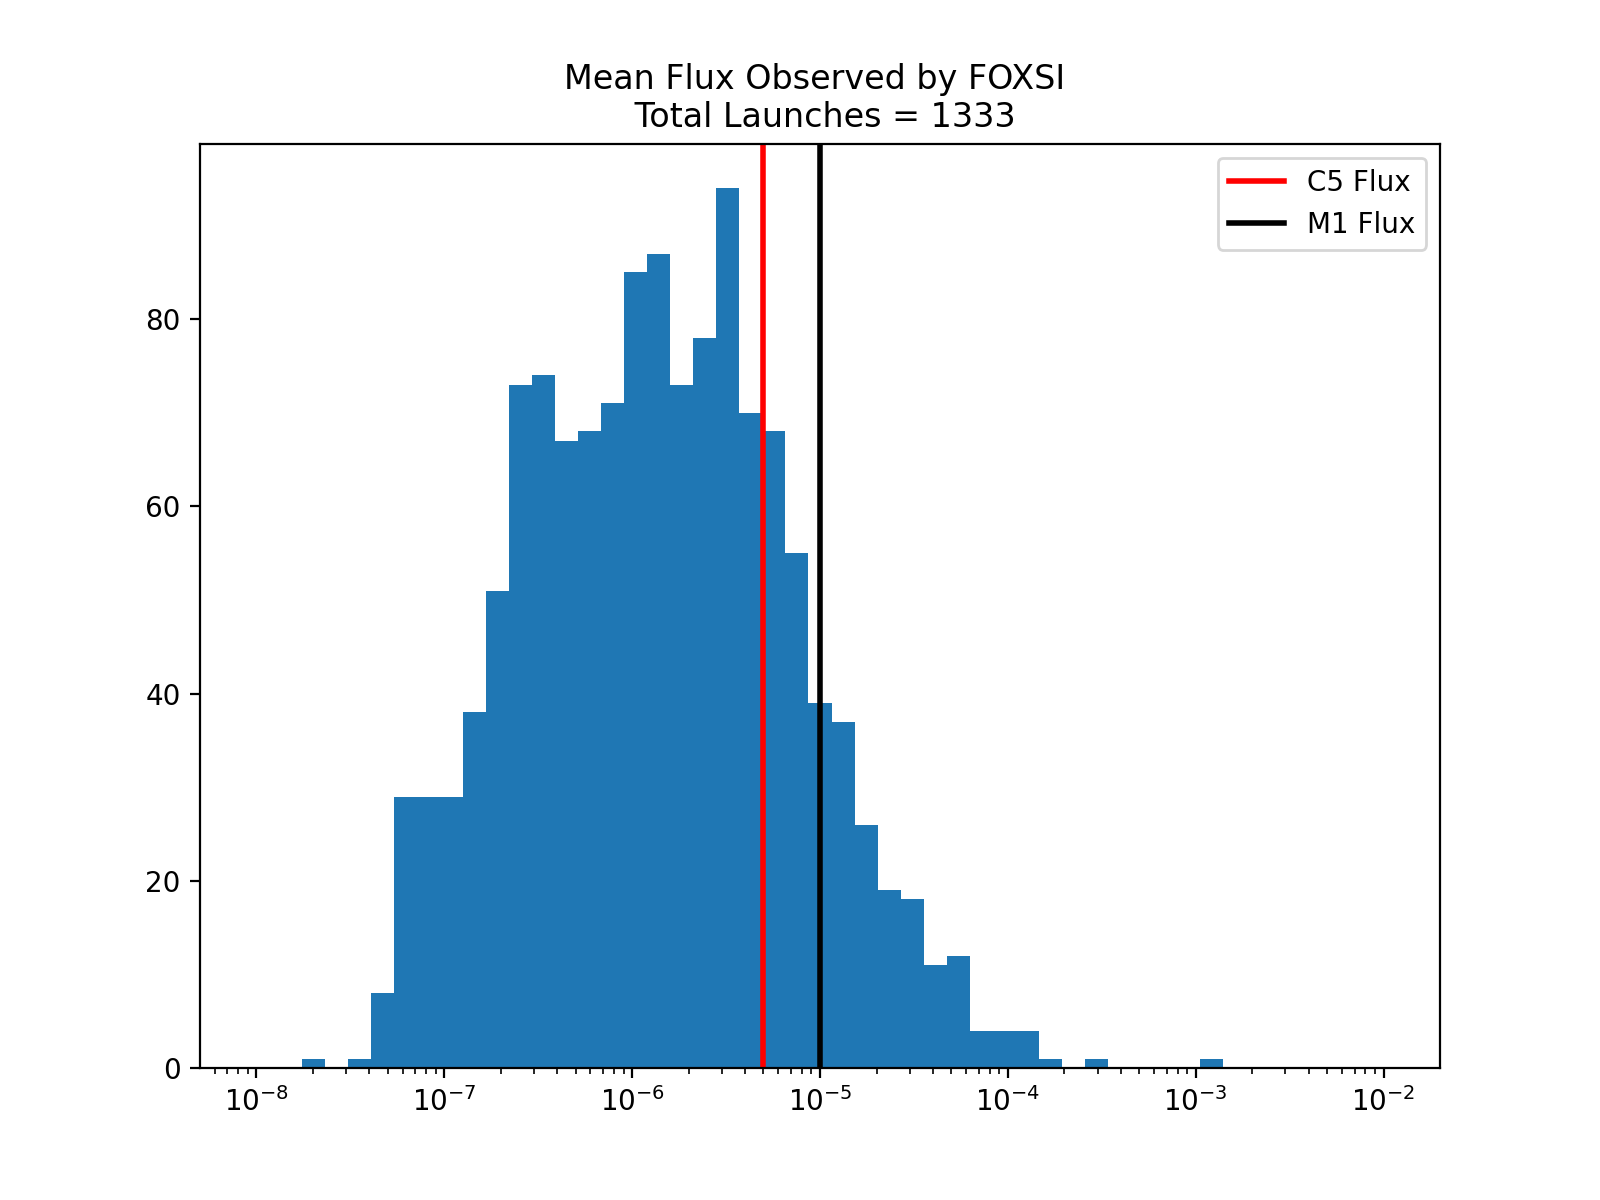 Mean Flux Observed by FOXSI
Total Launches = 1333
C5 Flux
M1 Flux
80
60
40
20
0
10⁻⁸ 10⁻⁷ 10⁻⁶ 10⁻⁵ 10⁻⁴ 10⁻³ 10⁻²